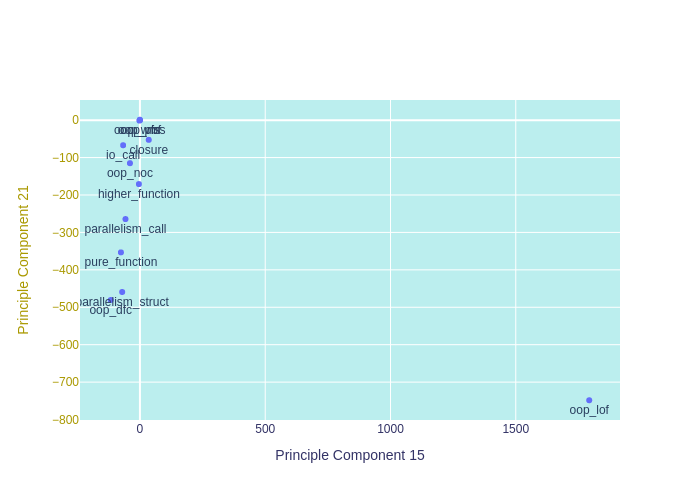 0
−100
−200
−300
−400
−500
−600
−700
−800
Principle Component 21
closure
io_call
oop_noc
higher_function
parallelism_call
pure_function
parallelism_struct
oop_dfc
oop_lof
0
500
1000
1500
Principle Component 15